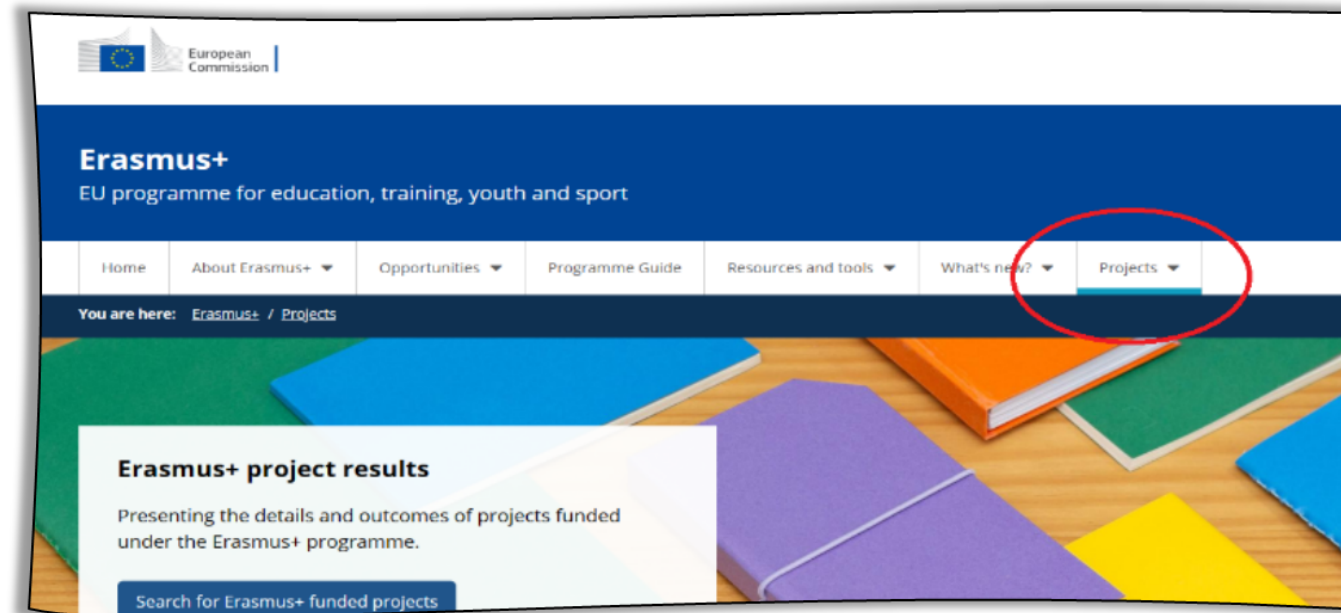 European
Commission
Erasmus+
EU programme for education, training, youth and sport
Home About Erasmus+ Opportunities Programme Guide Resources and tools What's new? Projects
You are here: Erasmus+ / Projects
Erasmus+ project results
Presenting the details and outcomes of projects funded
under the Erasmus+ programme.
Search for Erasmus+ funded projects